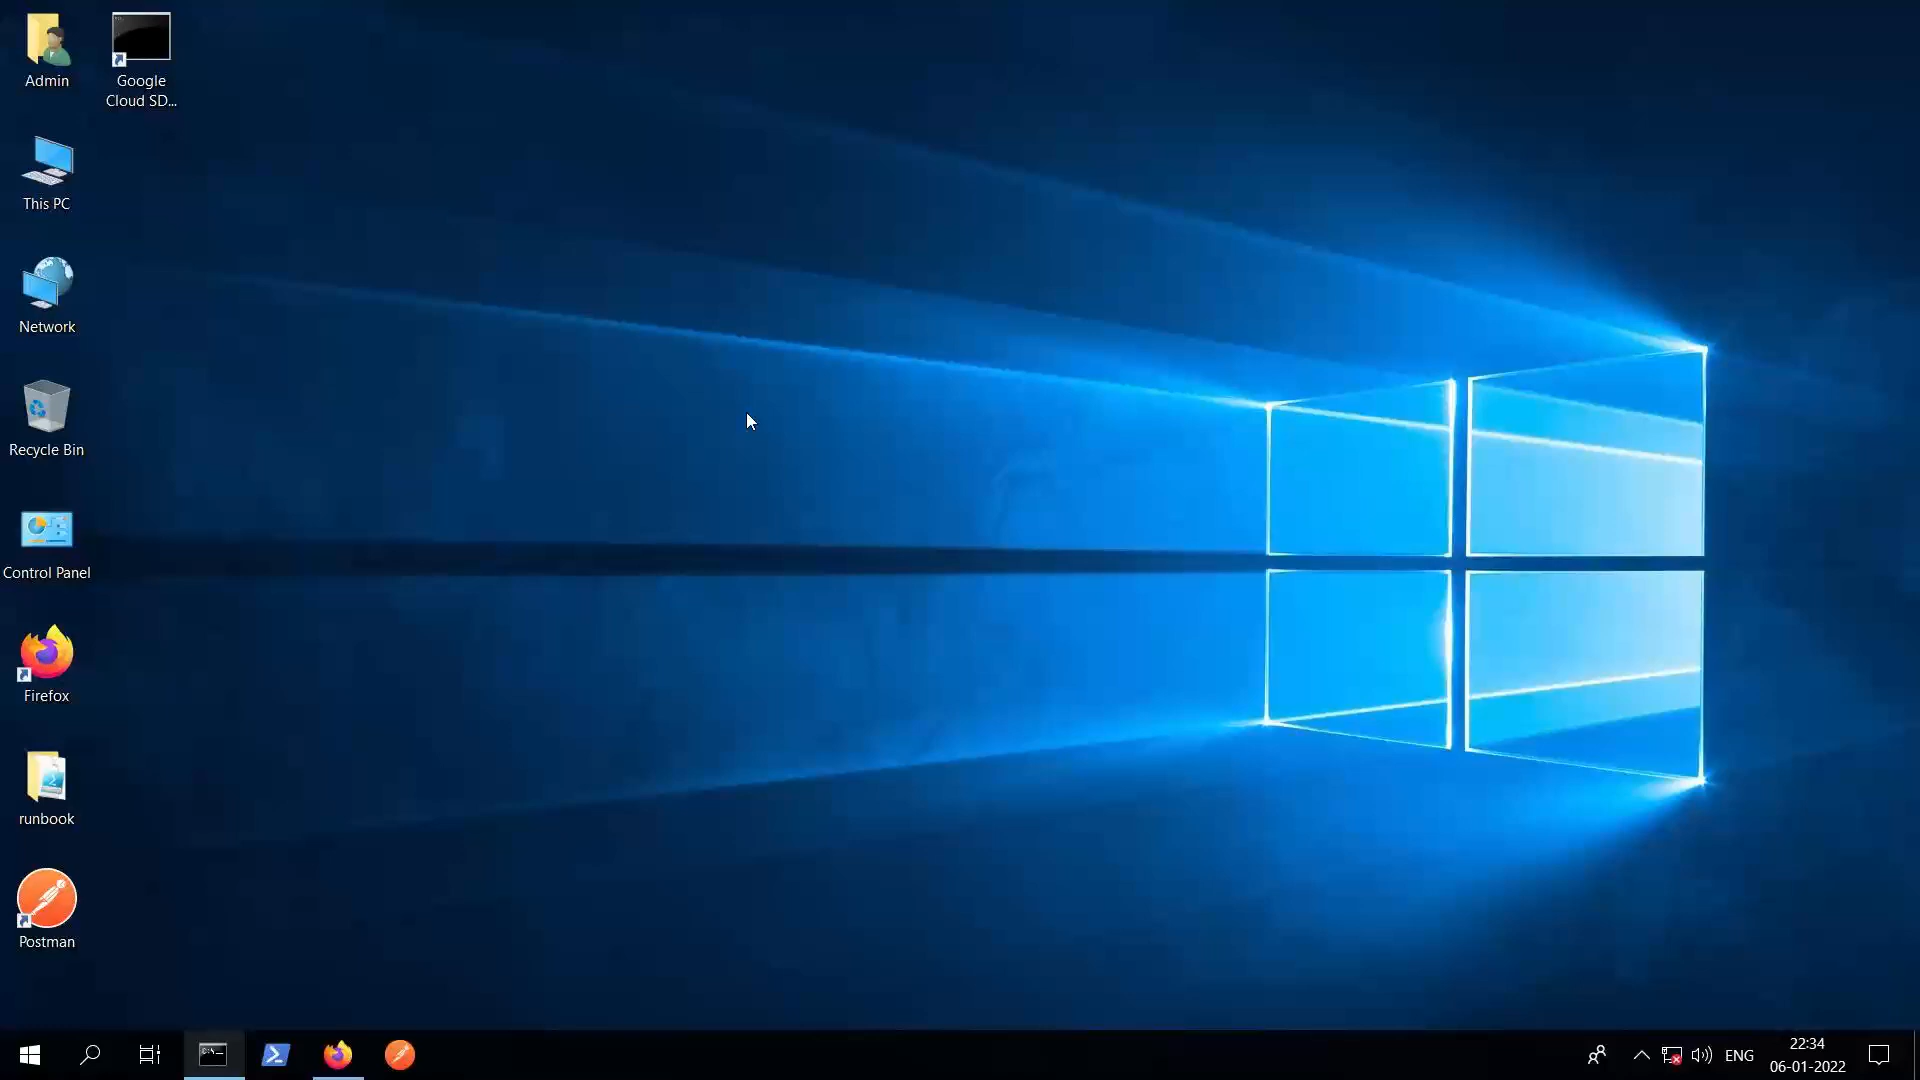 Admin
Google
Cloud SD...
This PC
Network
Recycle Bin
Control Panel
Firefox
runbook
Postman
ENG
22:34
06-01-2022